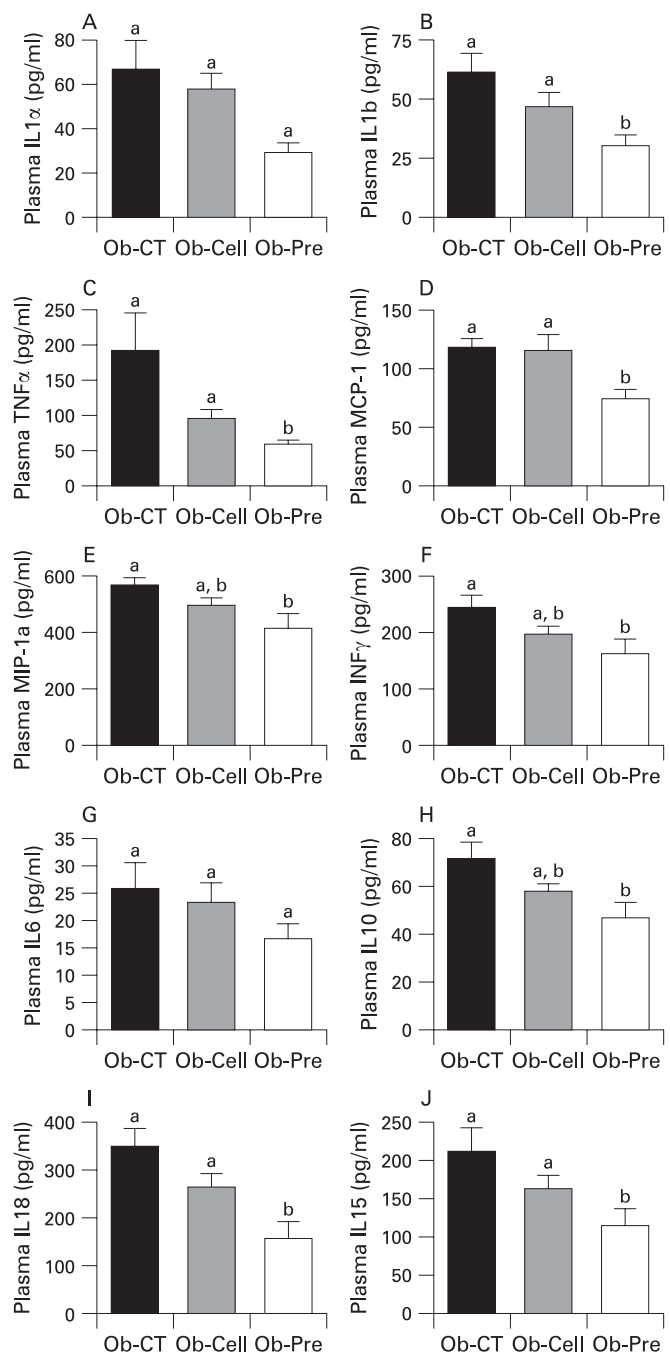 A
Plasma IL1α (pg/ml)
80
60
40
20
0
a
a
a
Ob-CT Ob-Cell Ob-Pre
B
Plasma IL1b (pg/ml)
75
50
25
0
a
a
b
Ob-CT Ob-Cell Ob-Pre
C
Plasma TNFα (pg/ml)
250
200
150
100
50
0
a
a
b
Ob-CT Ob-Cell Ob-Pre
D
Plasma MCP-1 (pg/ml)
150
100
50
0
a
a
b
Ob-CT Ob-Cell Ob-Pre
E
Plasma MIP-1a (pg/ml)
600
400
200
0
a
a, b
b
Ob-CT Ob-Cell Ob-Pre
F
Plasma INFγ (pg/ml)
300
200
100
0
a
a, b
b
Ob-CT Ob-Cell Ob-Pre
G
Plasma IL6 (pg/ml)
35
30
25
20
15
10
5
0
a
a
a
Ob-CT Ob-Cell Ob-Pre
H
Plasma IL10 (pg/ml)
80
60
40
20
0
a
a, b
b
Ob-CT Ob-Cell Ob-Pre
I
Plasma IL18 (pg/ml)
400
300
200
100
0
a
a
b
Ob-CT Ob-Cell Ob-Pre
J
Plasma IL15 (pg/ml)
250
200
150
100
50
0
a
a
b
Ob-CT Ob-Cell Ob-Pre